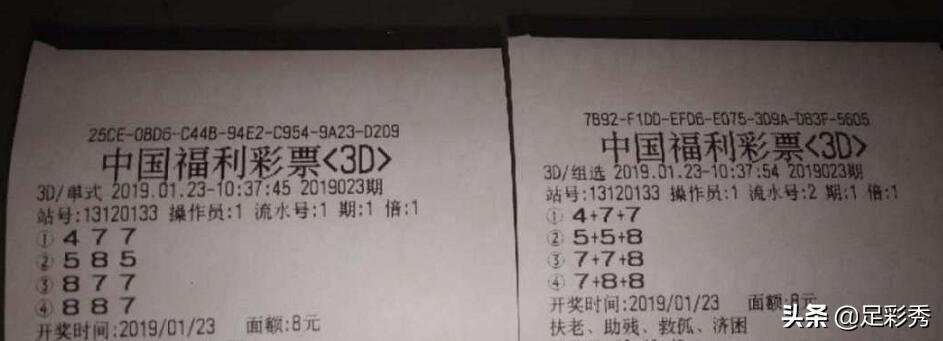 25CE-0BD6-C44B-94E2-C954-9A23-D209
中国福利彩票<3D>
3D/单式 2019.01.23-10:37:45 2019023期
站号:13120133 操作员:1 流水号:1 期:1 倍:1
① 4 7 7
② 5 8 5
③ 8 7 7
④ 8 8 7
开奖时间:2019/01/23 面额:8元
7B92-F1DD-EFD6-E075-3D9A-D83F-5605
中国福利彩票<3D>
3D/组选 2019.01.23-10:37:54 2019023期
站号:13120133 操作员:1 流水号:2 期:1 倍:1
① 4+7+7
② 5+5+8
③ 7+7+8
④ 7+8+8
开奖时间:2019/01/23 面额:8元
扶老、助残、救孤、济困
头条 @足彩秀